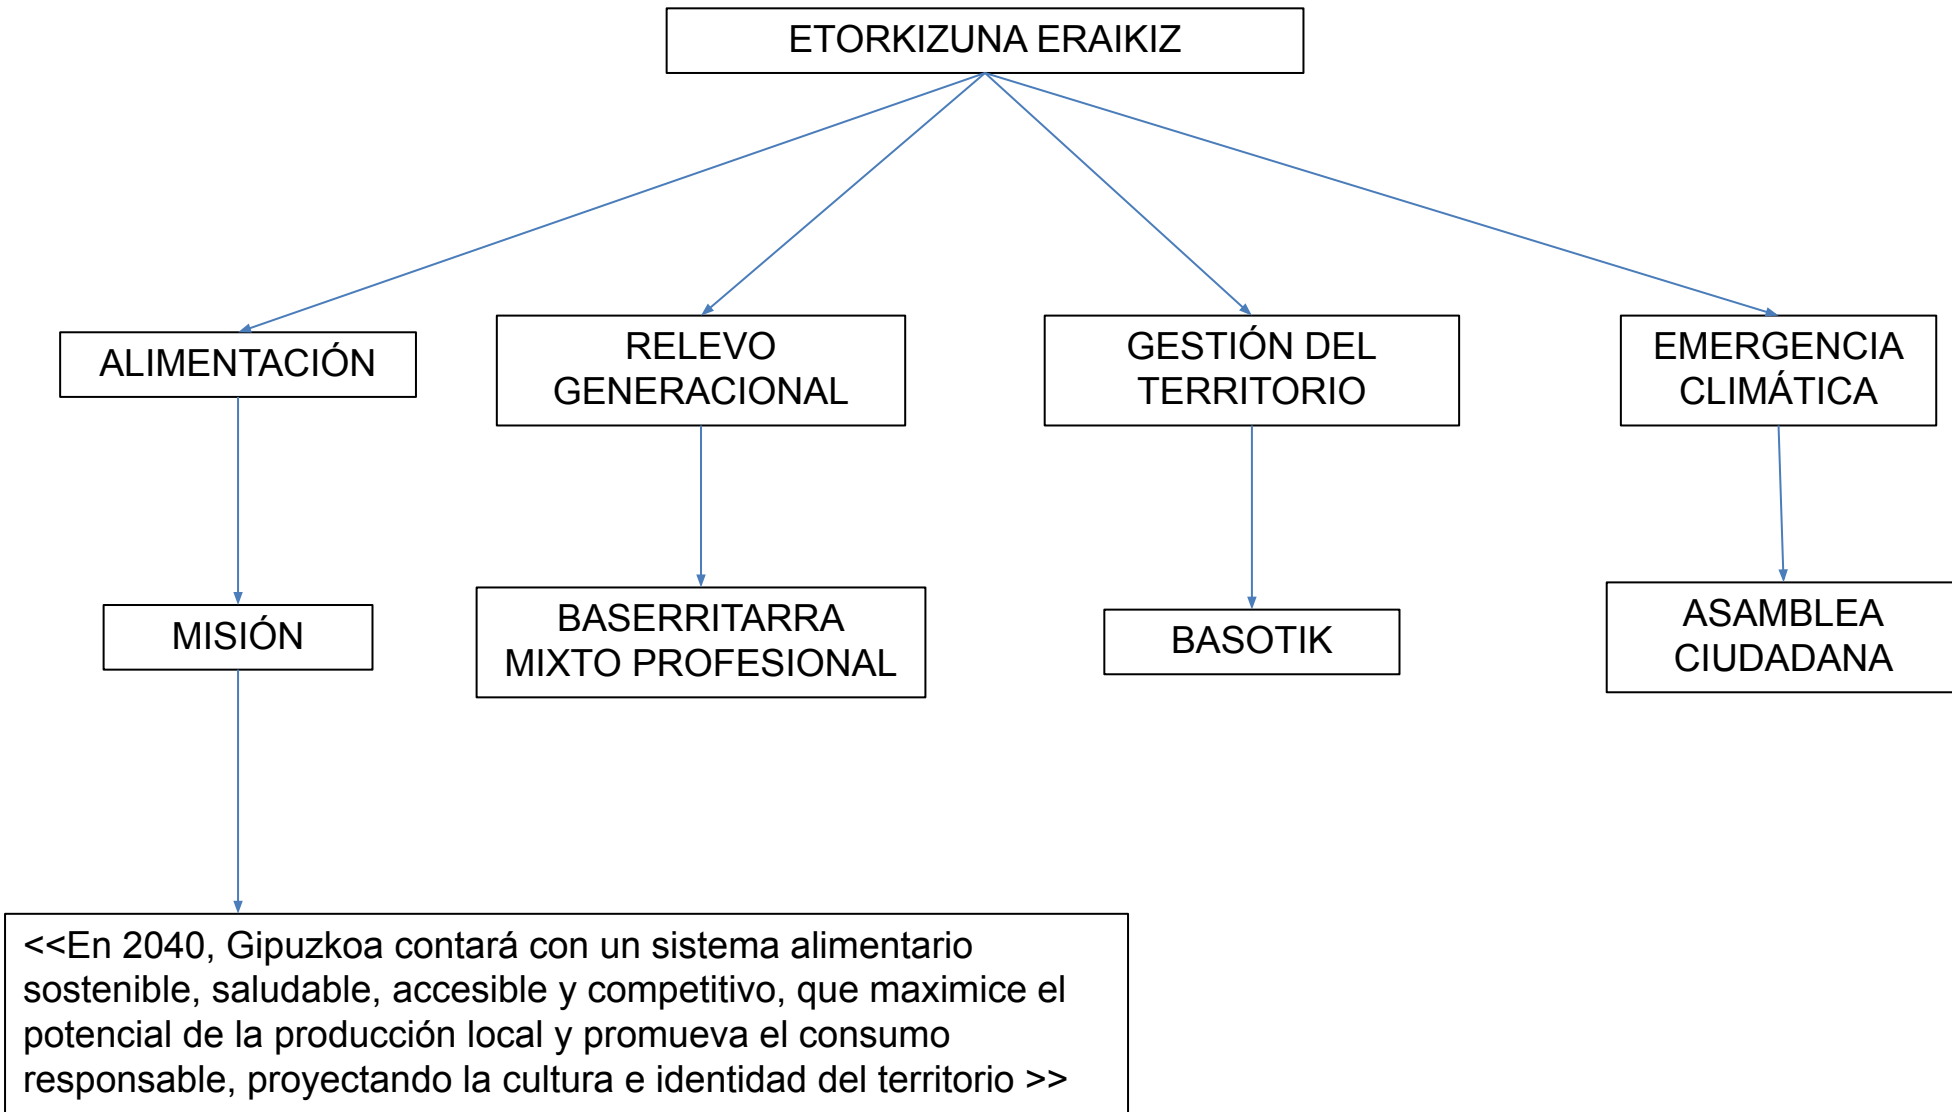 ETORKIZUNA ERAIKIZ
ALIMENTACIÓN
RELEVO
GENERACIONAL
GESTIÓN DEL
TERRITORIO
EMERGENCIA
CLIMÁTICA
MISIÓN
BASERRITARRA
MIXTO PROFESIONAL
BASOTIK
ASAMBLEA
CIUDADANA
<<En 2040, Gipuzkoa contará con un sistema alimentario
sostenible, saludable, accesible y competitivo, que maximice el
potencial de la producción local y promueva el consumo
responsable, proyectando la cultura e identidad del territorio >>